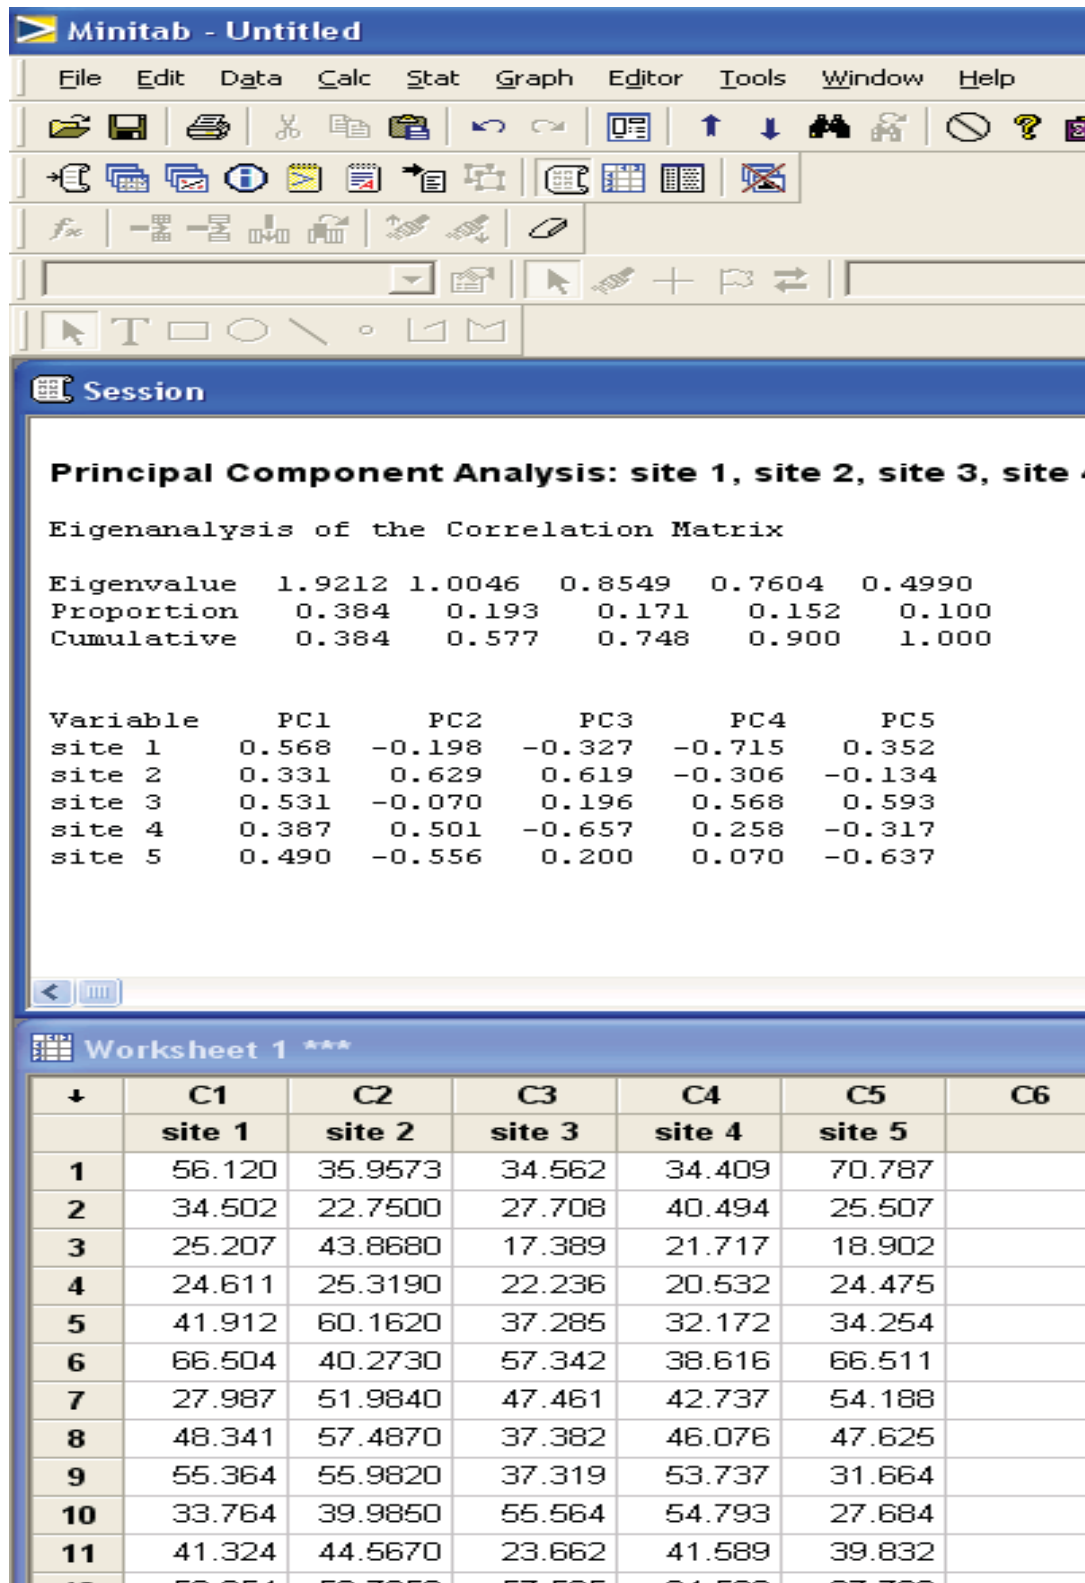 Minitab - Untitled
File Edit Data Calc Stat Graph Editor Tools Window Help
Session
Principal Component Analysis: site 1, site 2, site 3, site
Eigenanalysis of the Correlation Matrix
Eigenvalue 1.9212 1.0046 0.8549 0.7604 0.4990
Proportion 0.384 0.193 0.171 0.152 0.100
Cumulative 0.384 0.577 0.748 0.900 1.000
Variable PC1 PC2 PC3 PC4 PC5
site 1 0.568 -0.198 -0.327 -0.715 0.352
site 2 0.331 0.629 0.619 -0.306 -0.134
site 3 0.531 -0.070 0.196 0.568 0.593
site 4 0.387 0.501 -0.657 0.258 -0.317
site 5 0.490 -0.556 0.200 0.070 -0.637
Worksheet 1 ***
C1 C2 C3 C4 C5 C6
site 1 site 2 site 3 site 4 site 5
1 56.120 35.9573 34.562 34.409 70.787
2 34.502 22.7500 27.708 40.494 25.507
3 25.207 43.8680 17.389 21.717 18.902
4 24.611 25.3190 22.236 20.532 24.475
5 41.912 60.1620 37.285 32.172 34.254
6 66.504 40.2730 57.342 38.616 66.511
7 27.987 51.9840 47.461 42.737 54.188
8 48.341 57.4870 37.382 46.076 47.625
9 55.364 55.9820 37.319 53.737 31.664
10 33.764 39.9850 55.564 54.793 27.684
11 41.324 44.5670 23.662 41.589 39.832